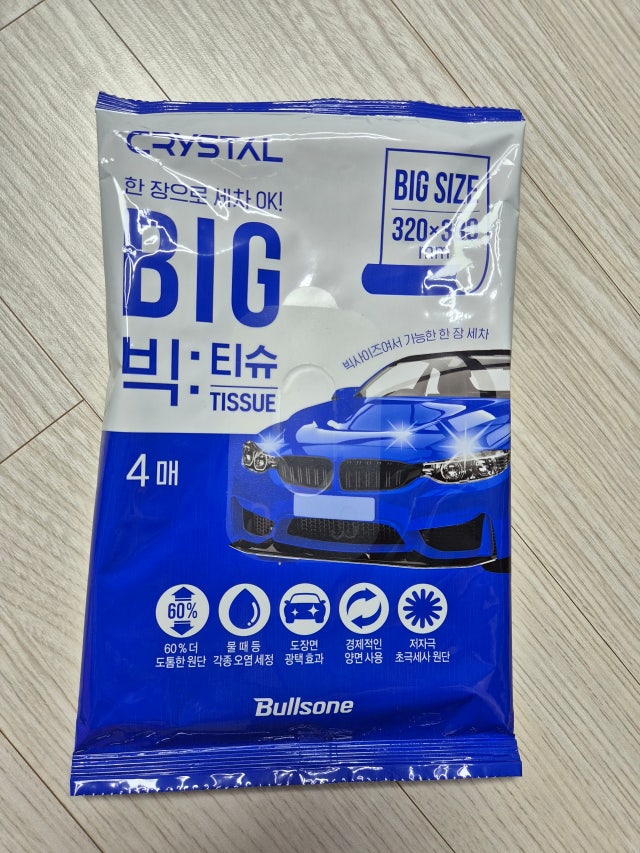 CRYSTAL
한 장으로 세차 OK!
BIG
빅:티슈
TISSUE
BIG SIZE
mm
빅사이즈여서 가능한 한 장 세차
4매
60%
60% 더
도톰한 원단
물 때 등
각종 오염 세정
도장면
광택 효과
경제적인
양면 사용
저자극
초극세사 원단
Bullsone